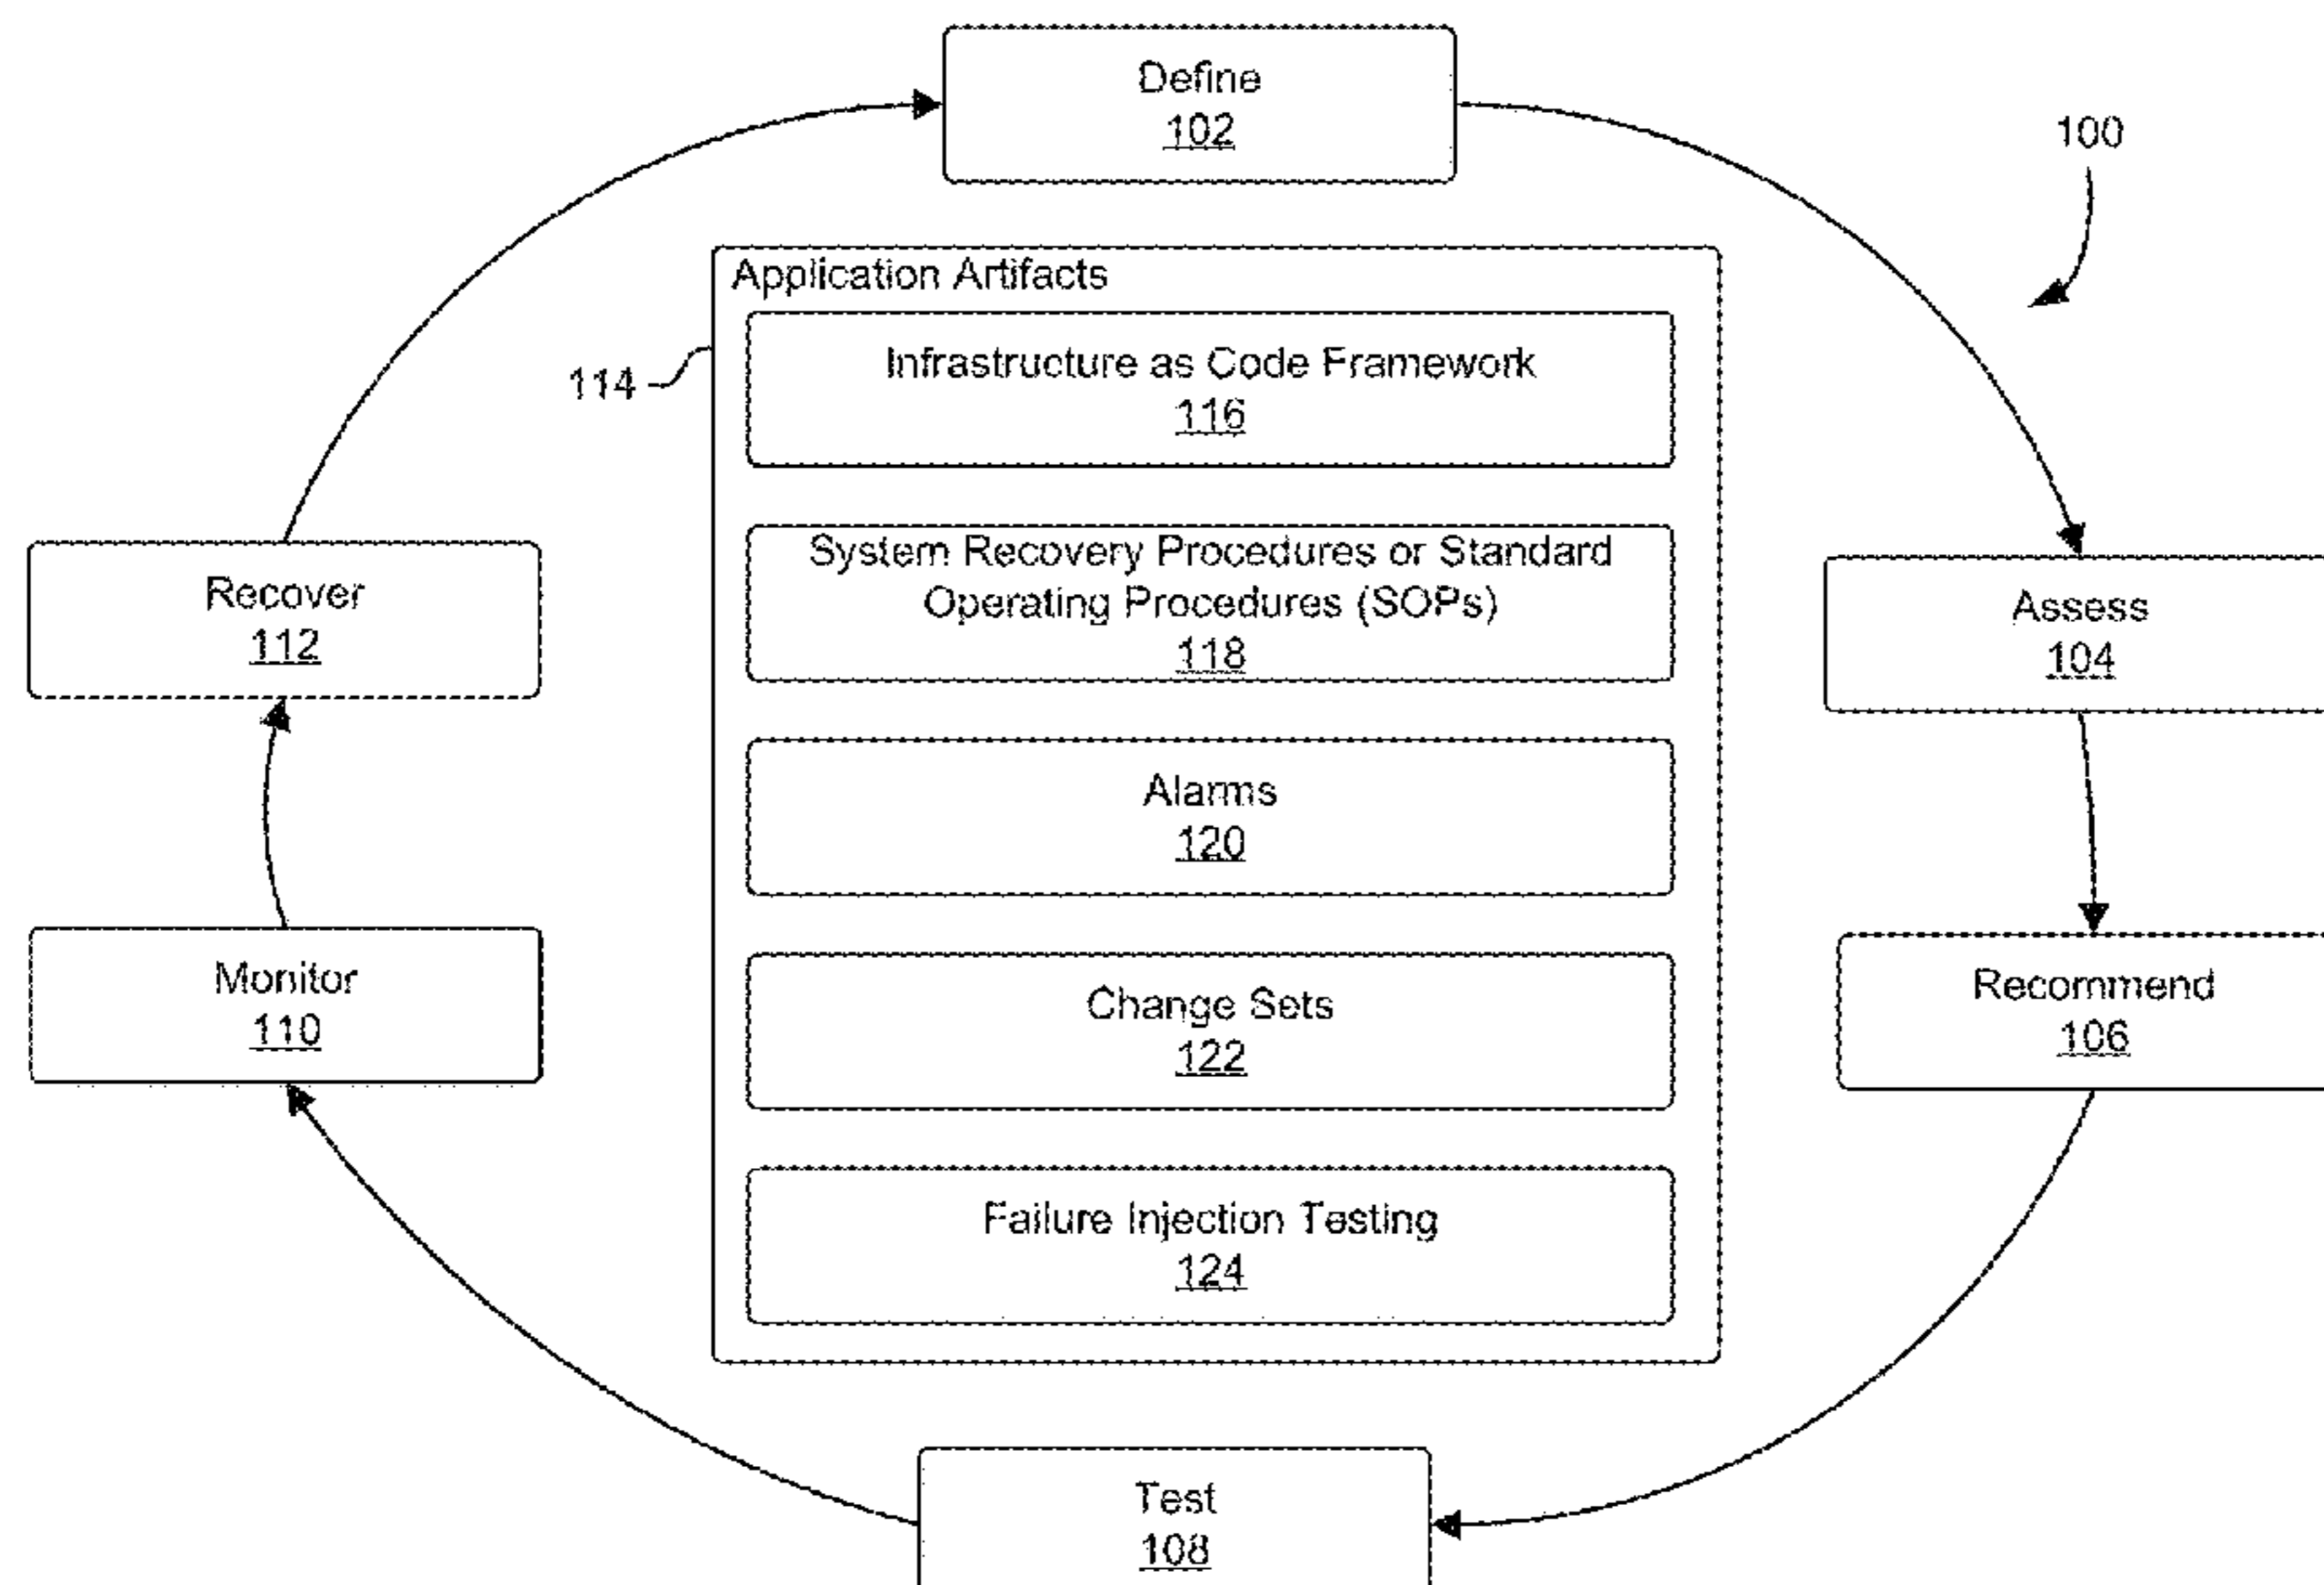 Define
102
100
Application Artifacts
114
Infrastructure as Code Framework
116
System Recovery Procedures or Standard
Operating Procedures (SOPs)
118
Recover
112
Assess
104
Alarms
120
Monitor
110
Change Sets
122
Recommend
106
Failure Injection Testing
124
Test
108